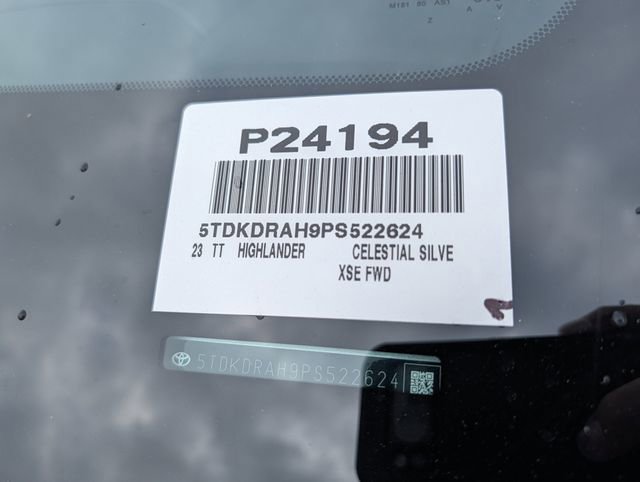 P24194
5TDKDRAH9PS522624
23 TT HIGHLANDER CELESTIAL SILVE
XSE FWD
5TDKDRAH9PS522624